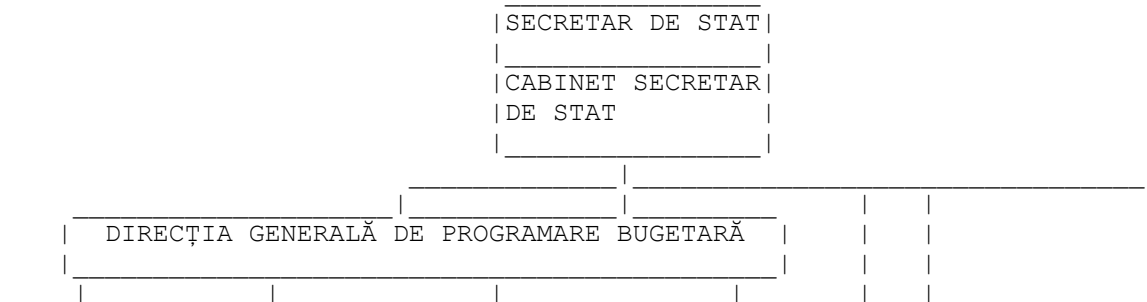 SECRETAR DE STAT
CABINET SECRETAR
DE STAT
DIRECȚIA GENERALĂ DE PROGRAMARE BUGETARĂ